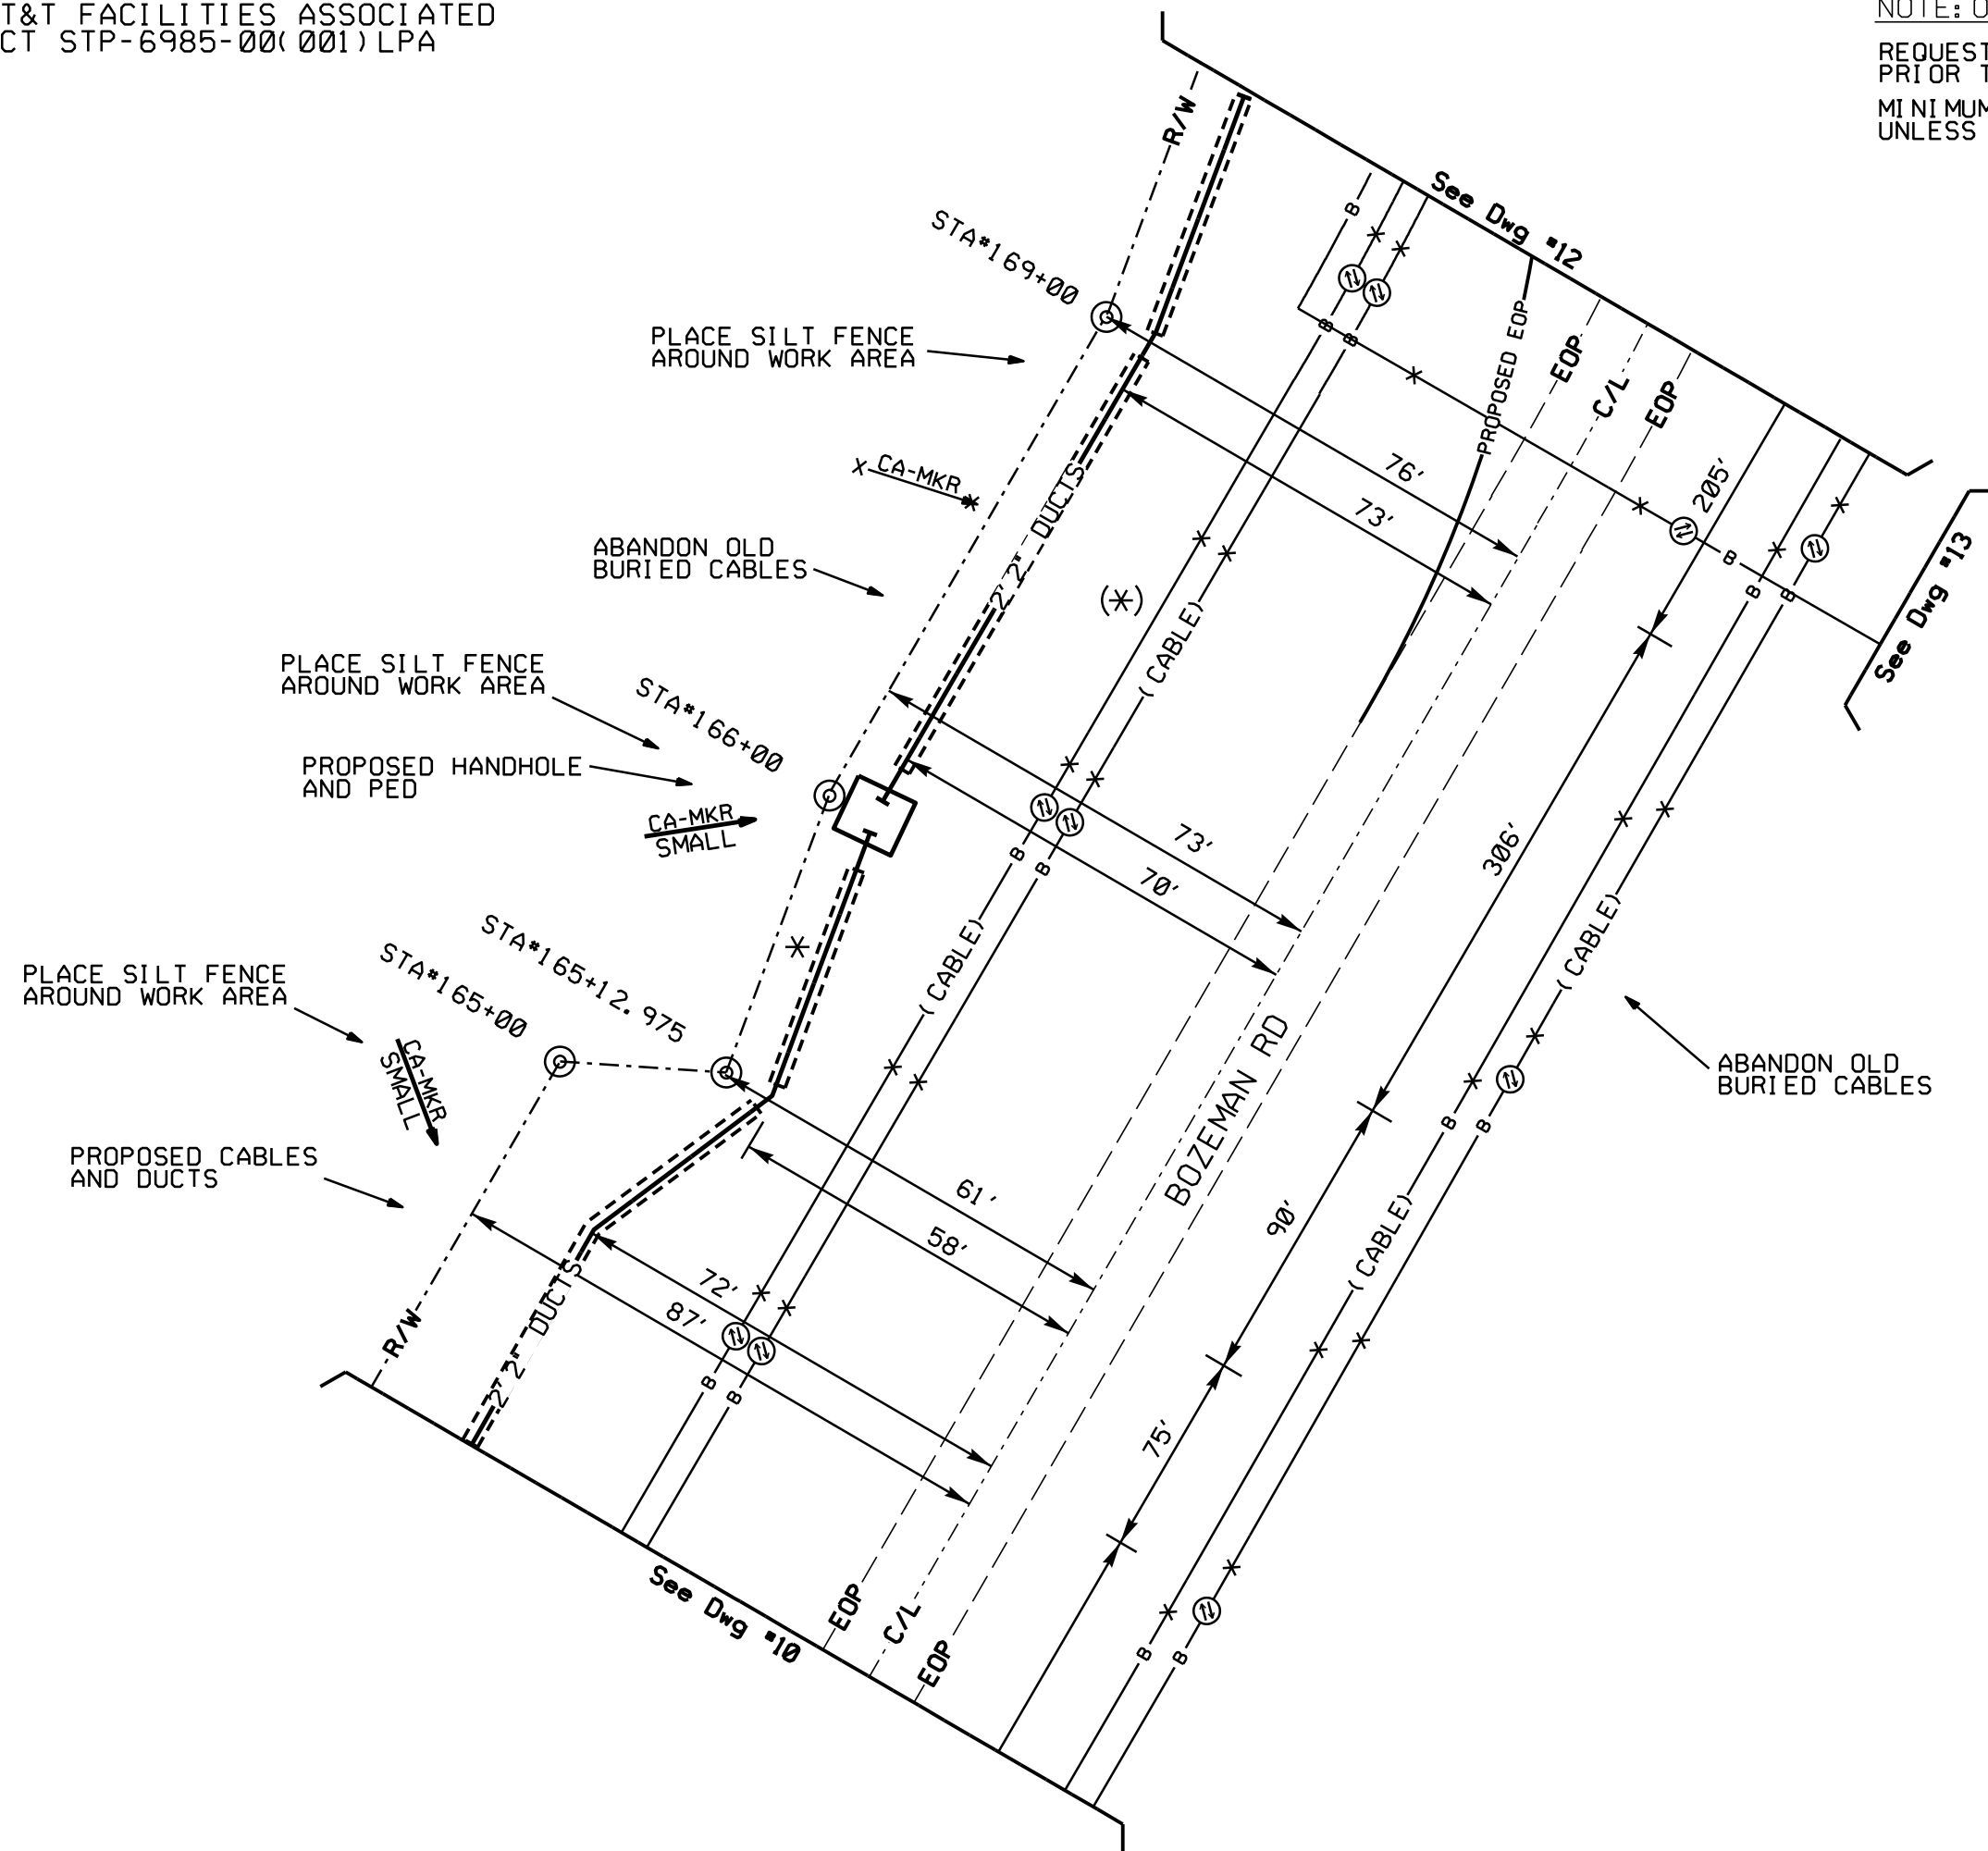 T&T FACILITIES ASSOCIATED
CT STP-6985-00(001)LPA
REQUEST
PRIOR T
MINIMUM
UNLESS
R/W
B
See Dwg #12
STA#169+00
PLACE SILT FENCE
AROUND WORK AREA
B
B
PROPOSED EOP
EOP
C/L
EOP
76'
73'
205'
CA-MKR
2' 2" DUCTS
ABANDON OLD
BURIED CABLES
(*)
B
B
B
See Dwg #13
(CABLE)
PLACE SILT FENCE
AROUND WORK AREA
STA#166+00
PROPOSED HANDHOLE
AND PED
CA-MKR
SMALL
73'
70'
306'
B
B
(CABLE)
(CABLE)
STA#165+12.975
STA#165+00
PLACE SILT FENCE
AROUND WORK AREA
CA-MKR
SMALL
BOZEMAN RD
ABANDON OLD
BURIED CABLES
B
B
PROPOSED CABLES
AND DUCTS
61'
58'
90'
(CABLE)
72'
87'
R/W
2' 2" DUCTS
B
B
75'
See Dwg #10
EOP
C/L
EOP
B
B